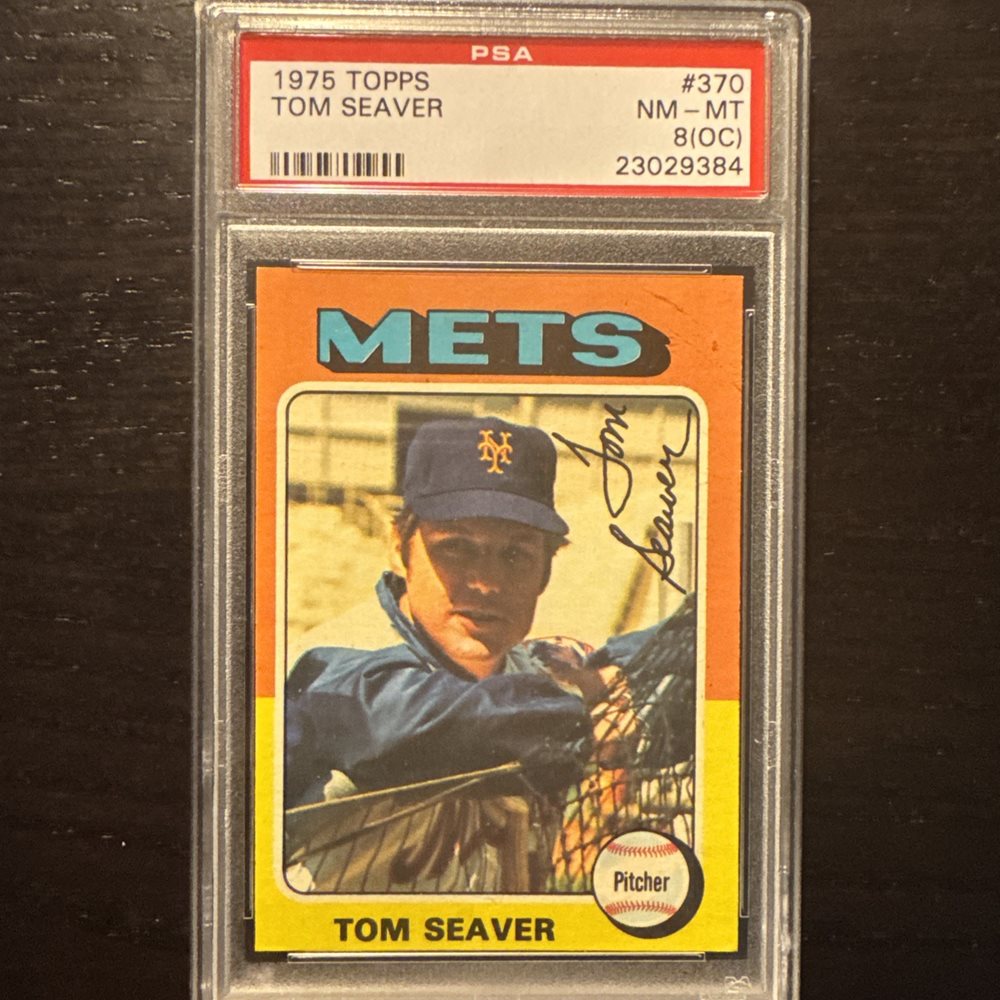 PSA
1975 TOPPS
#370
TOM SEAVER
NM-MT
8(OC)
23029384
METS
NY
Tom
Seaver
Pitcher
TOM SEAVER